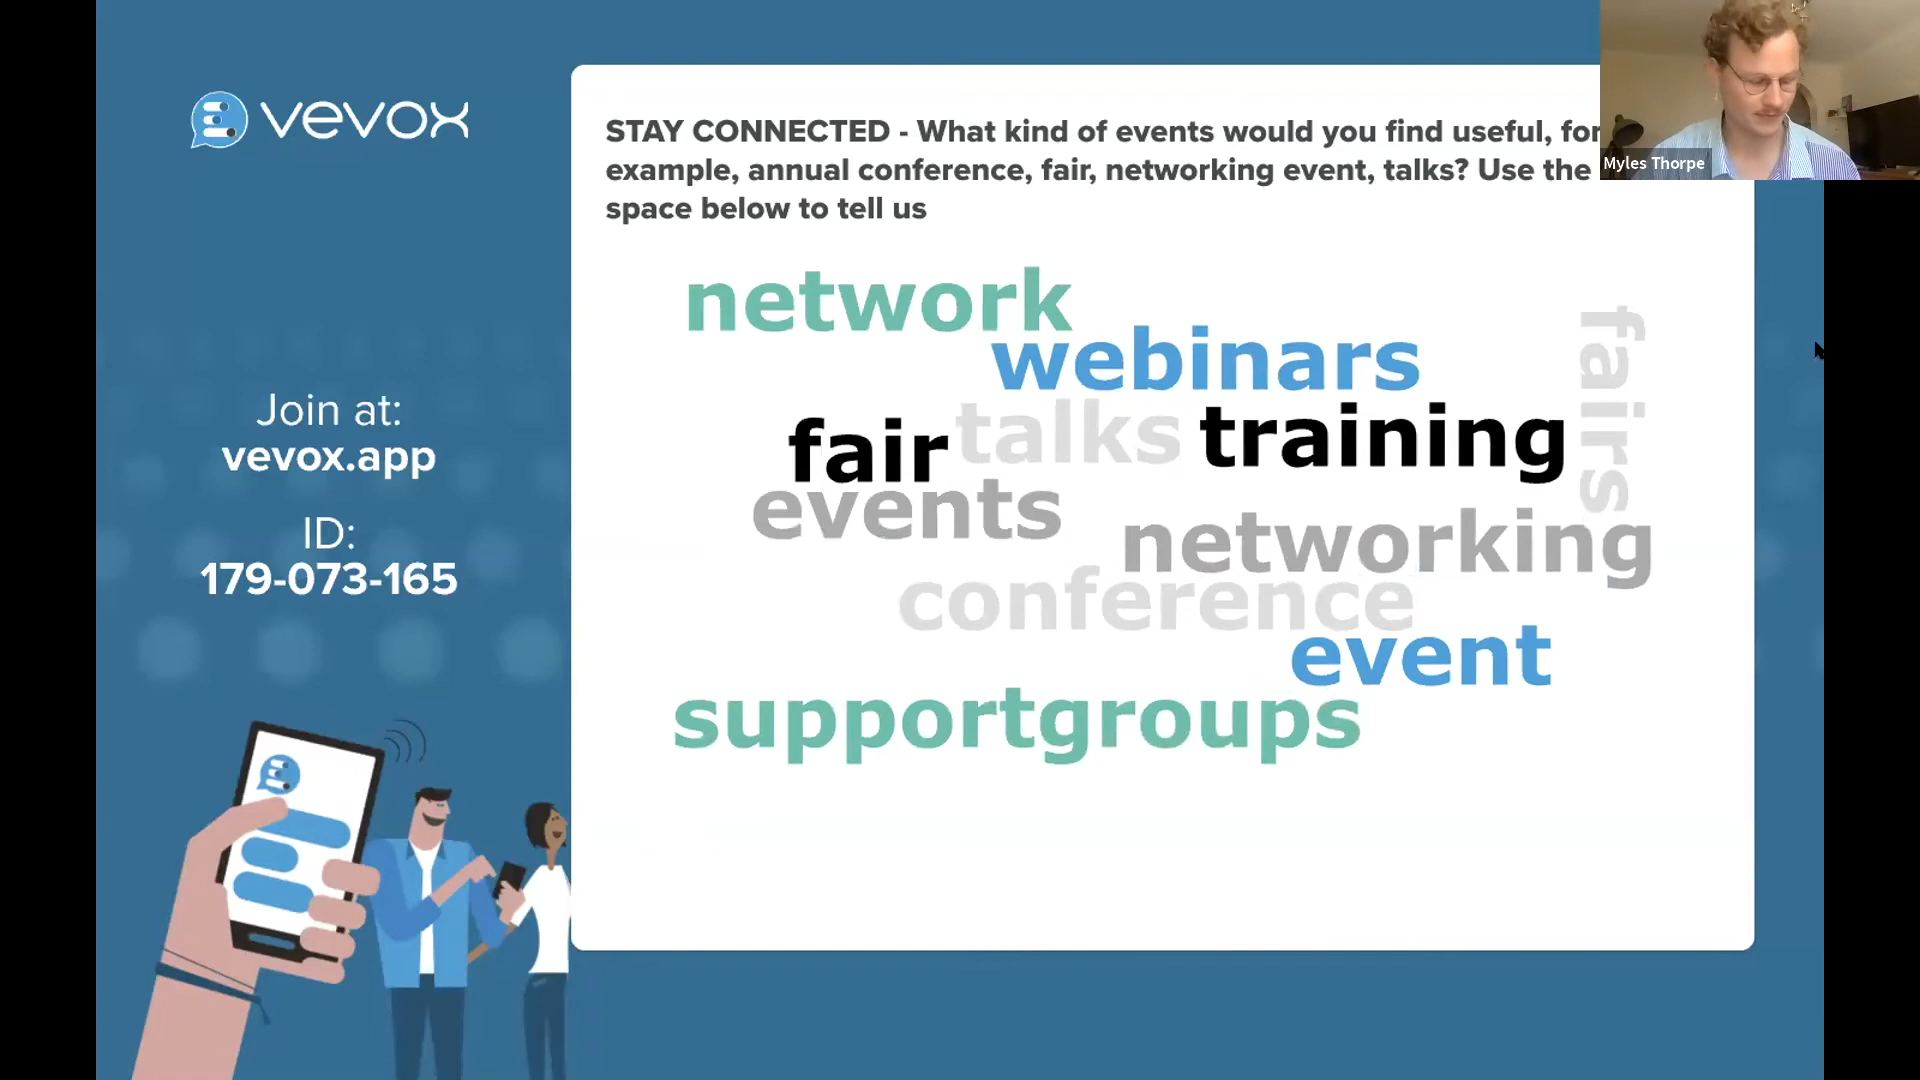 vevox
STAY CONNECTED - What kind of events would you find useful, for
example, annual conference, fair, networking event, talks? Use the
space below to tell us
Myles Thorpe
Join at:
vevox.app
ID:
179-073-165
network
webinars
fairs
fair
talks
training
events
networking
conference
event
supportgroups